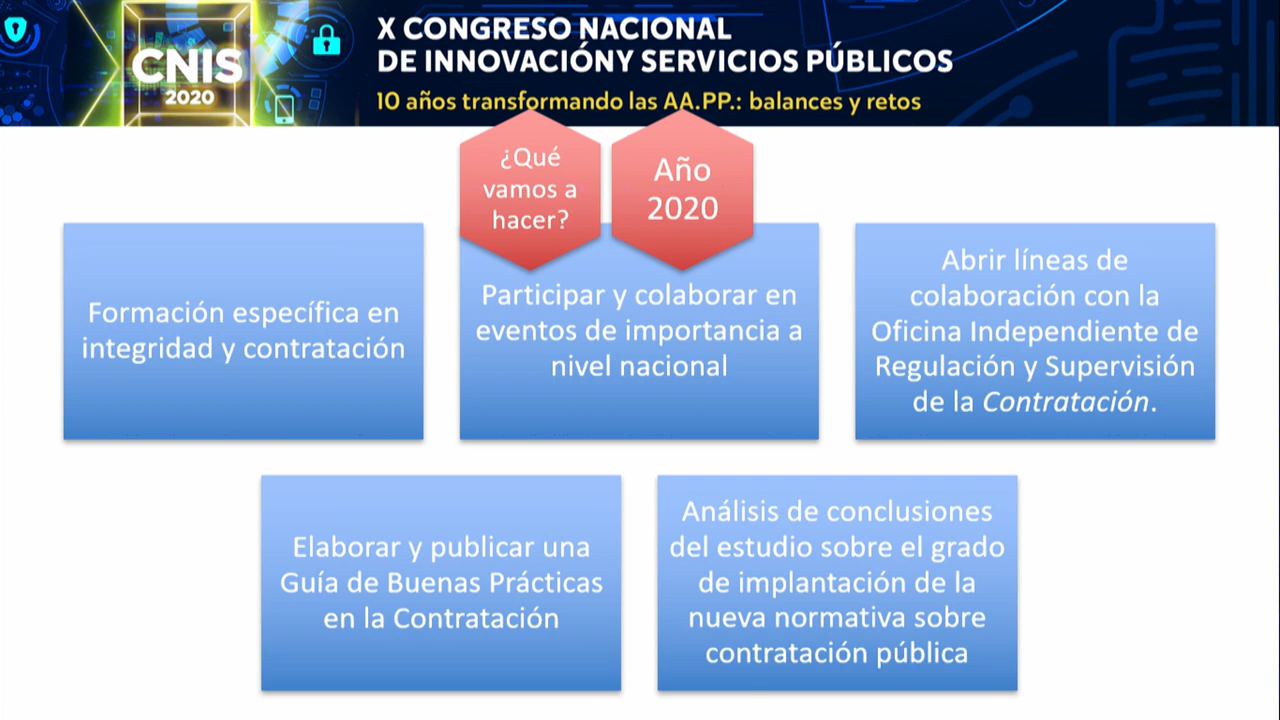 CNIS
2020
X CONGRESO NACIONAL
DE INNOVACIÓNY SERVICIOS PÚBLICOS
10 años transformando las AA.PP.: balances y retos
¿Qué
vamos a
hacer?
Año
2020
Formación específica en
integridad y contratación
Participar y colaborar en
eventos de importancia a
nivel nacional
Abrir líneas de
colaboración con la
Oficina Independiente de
Regulación y Supervisión
de la Contratación.
Elaborar y publicar una
Guía de Buenas Prácticas
en la Contratación
Análisis de conclusiones
del estudio sobre el grado
de implantación de la
nueva normativa sobre
contratación pública